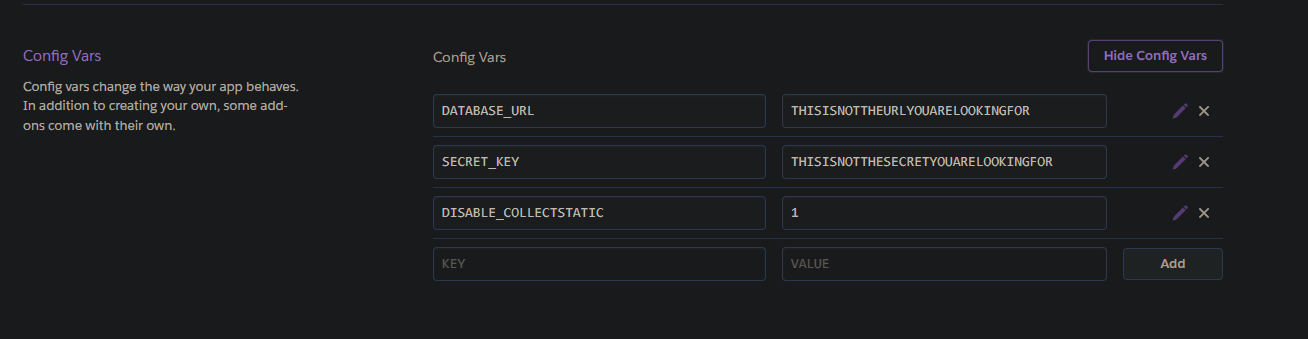 Config Vars
Config vars change the way your app behaves.
In addition to creating your own, some add-
ons come with their own.
Config Vars
Hide Config Vars
DATABASE_URL THISISNOTTHEURLYOUARELOOKINGFOR
SECRET_KEY THISISNOTTHESECRETYOUARELOOKINGFOR
DISABLE_COLLECTSTATIC 1
KEY VALUE Add